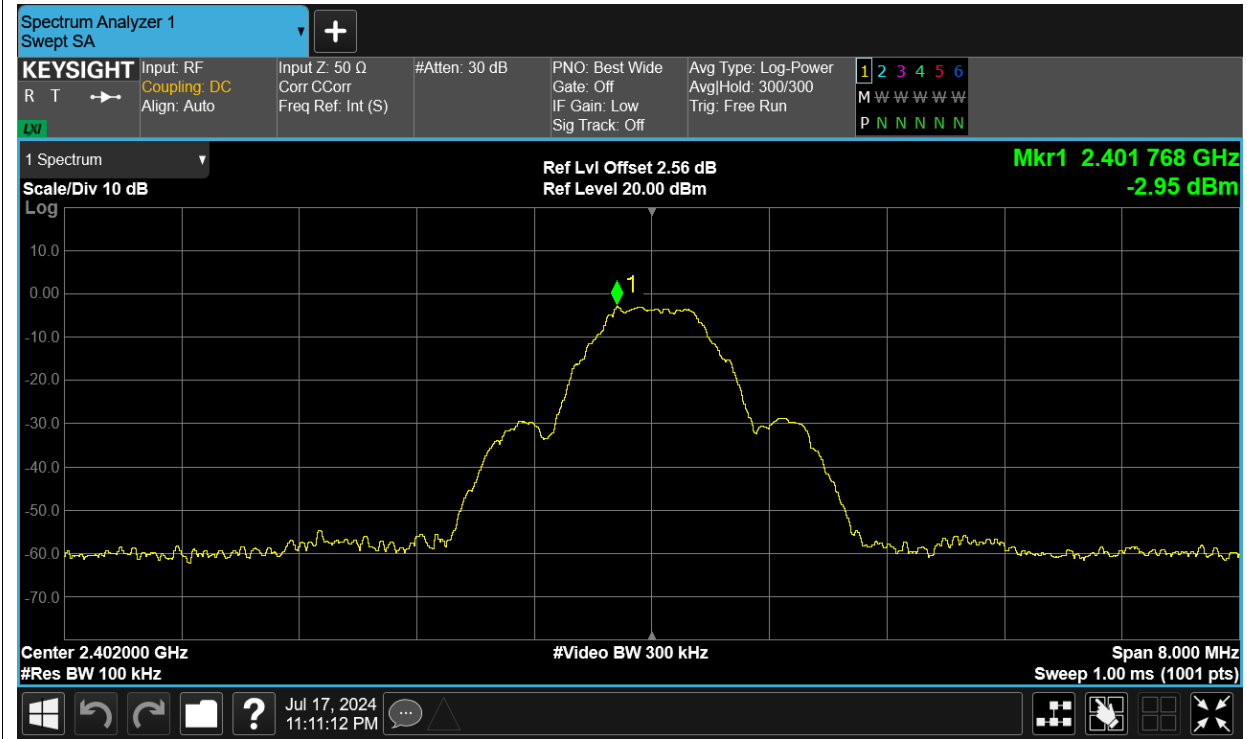 Spectrum Analyzer 1
Swept SA
+
KEYSIGHT Input: RF Input Z: 50 Ω #Atten: 30 dB PNO: Best Wide Avg Type: Log-Power 1 2 3 4 5 6
R T Coupling: DC Corr CCorr Gate: Off Avg|Hold: 300/300 M W W W W W W
Align: Auto Freq Ref: Int (S) IF Gain: Low Trig: Free Run
LXI Sig Track: Off P N N N N N N
1 Spectrum Ref Lvl Offset 2.56 dB Mkr1 2.401 768 GHz
Scale/Div 10 dB Ref Level 20.00 dBm -2.95 dBm
Log
10.0
1
0.00
-10.0
-20.0
-30.0
-40.0
-50.0
-60.0
-70.0
Center 2.402000 GHz #Video BW 300 kHz Span 8.000 MHz
#Res BW 100 kHz Sweep 1.00 ms (1001 pts)
? Jul 17, 2024
11:11:12 PM